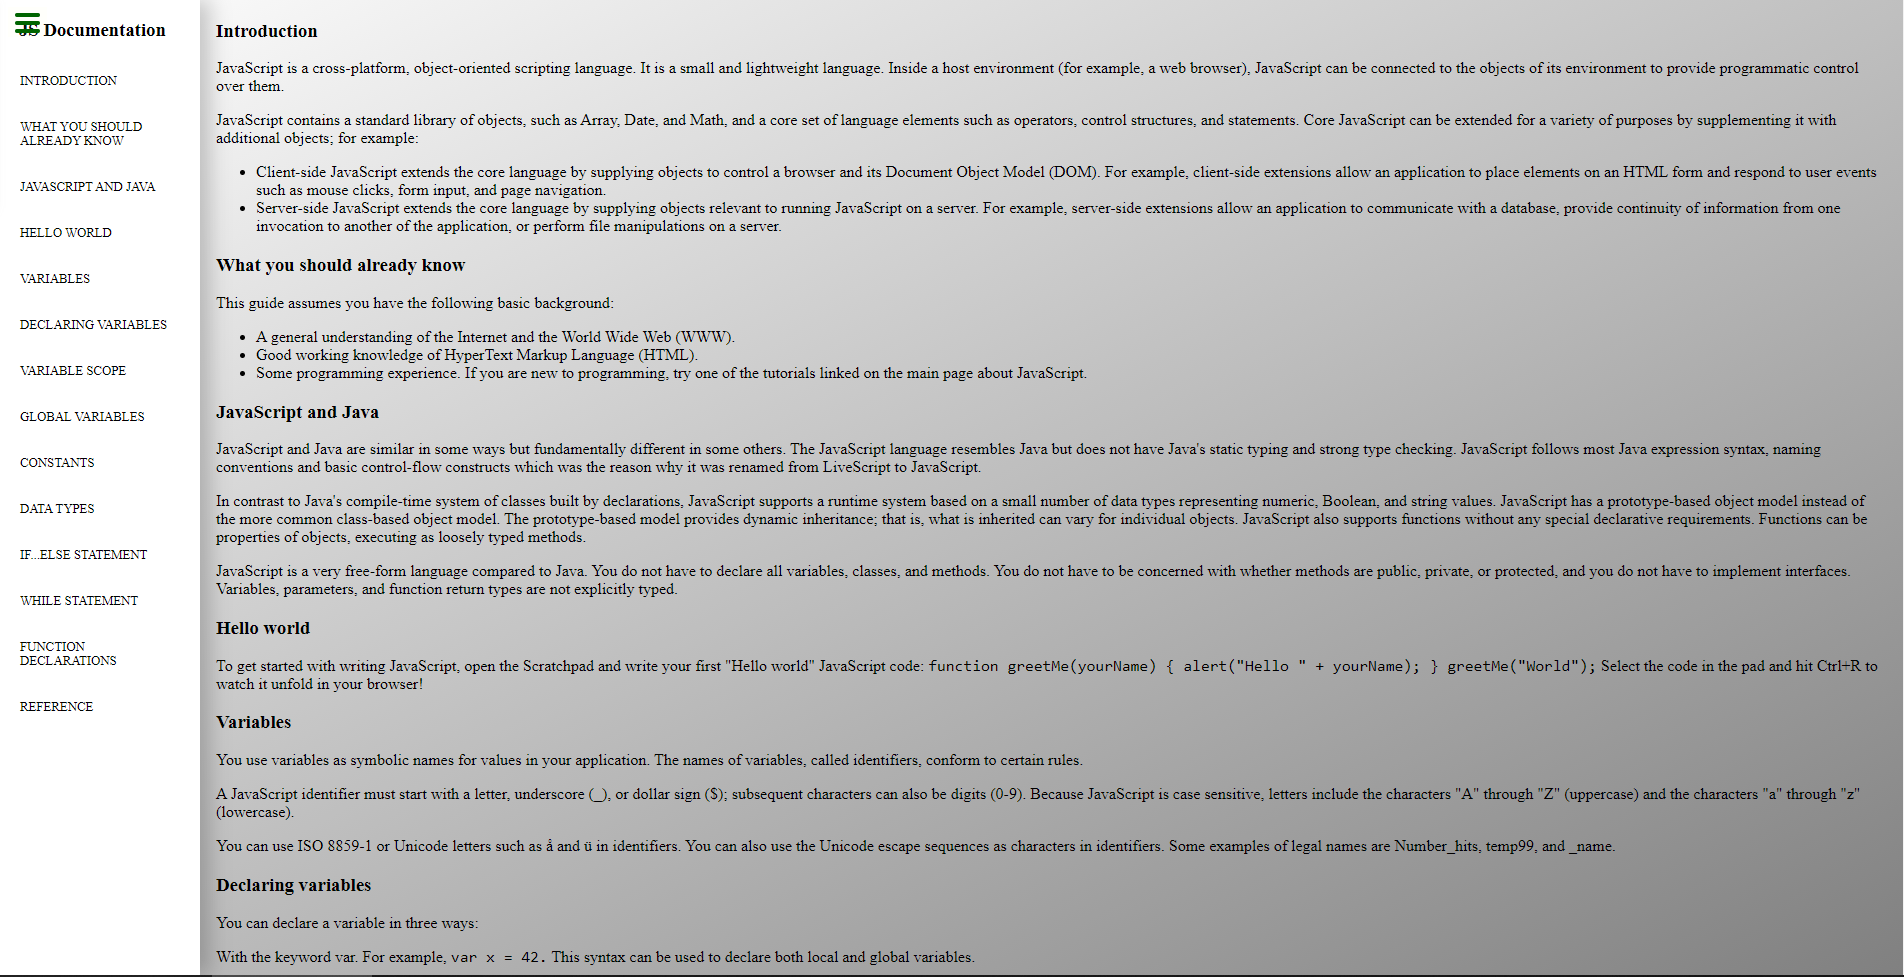 JS Documentation
INTRODUCTION
WHAT YOU SHOULD
ALREADY KNOW
JAVASCRIPT AND JAVA
HELLO WORLD
VARIABLES
DECLARING VARIABLES
VARIABLE SCOPE
GLOBAL VARIABLES
CONSTANTS
DATA TYPES
IF...ELSE STATEMENT
WHILE STATEMENT
FUNCTION
DECLARATIONS
REFERENCE
Introduction
JavaScript is a cross-platform, object-oriented scripting language. It is a small and lightweight language. Inside a host environment (for example, a web browser), JavaScript can be connected to the objects of its environment to provide programmatic control
over them.
JavaScript contains a standard library of objects, such as Array, Date, and Math, and a core set of language elements such as operators, control structures, and statements. Core JavaScript can be extended for a variety of purposes by supplementing it with
additional objects; for example:
• Client-side JavaScript extends the core language by supplying objects to control a browser and its Document Object Model (DOM). For example, client-side extensions allow an application to place elements on an HTML form and respond to user events
such as mouse clicks, form input, and page navigation.
• Server-side JavaScript extends the core language by supplying objects relevant to running JavaScript on a server. For example, server-side extensions allow an application to communicate with a database, provide continuity of information from one
invocation to another of the application, or perform file manipulations on a server.
What you should already know
This guide assumes you have the following basic background:
• A general understanding of the Internet and the World Wide Web (WWW).
• Good working knowledge of HyperText Markup Language (HTML).
• Some programming experience. If you are new to programming, try one of the tutorials linked on the main page about JavaScript.
JavaScript and Java
JavaScript and Java are similar in some ways but fundamentally different in some others. The JavaScript language resembles Java but does not have Java's static typing and strong type checking. JavaScript follows most Java expression syntax, naming
conventions and basic control-flow constructs which was the reason why it was renamed from LiveScript to JavaScript.
In contrast to Java's compile-time system of classes built by declarations, JavaScript supports a runtime system based on a small number of data types representing numeric, Boolean, and string values. JavaScript has a prototype-based object model instead of
the more common class-based object model. The prototype-based model provides dynamic inheritance; that is, what is inherited can vary for individual objects. JavaScript also supports functions without any special declarative requirements. Functions can be
properties of objects, executing as loosely typed methods.
JavaScript is a very free-form language compared to Java. You do not have to declare all variables, classes, and methods. You do not have to be concerned with whether methods are public, private, or protected, and you do not have to implement interfaces.
Variables, parameters, and function return types are not explicitly typed.
Hello world
To get started with writing JavaScript, open the Scratchpad and write your first "Hello world" JavaScript code: function greetMe(yourName) { alert("Hello " + yourName); } greetMe("World"); Select the code in the pad and hit Ctrl+R to
watch it unfold in your browser!
Variables
You use variables as symbolic names for values in your application. The names of variables, called identifiers, conform to certain rules.
A JavaScript identifier must start with a letter, underscore (_), or dollar sign ($); subsequent characters can also be digits (0-9). Because JavaScript is case sensitive, letters include the characters "A" through "Z" (uppercase) and the characters "a" through "z"
(lowercase).
You can use ISO 8859-1 or Unicode letters such as å and ü in identifiers. You can also use the Unicode escape sequences as characters in identifiers. Some examples of legal names are Number_hits, temp99, and _name.
Declaring variables
You can declare a variable in three ways:
With the keyword var. For example, var x = 42. This syntax can be used to declare both local and global variables.